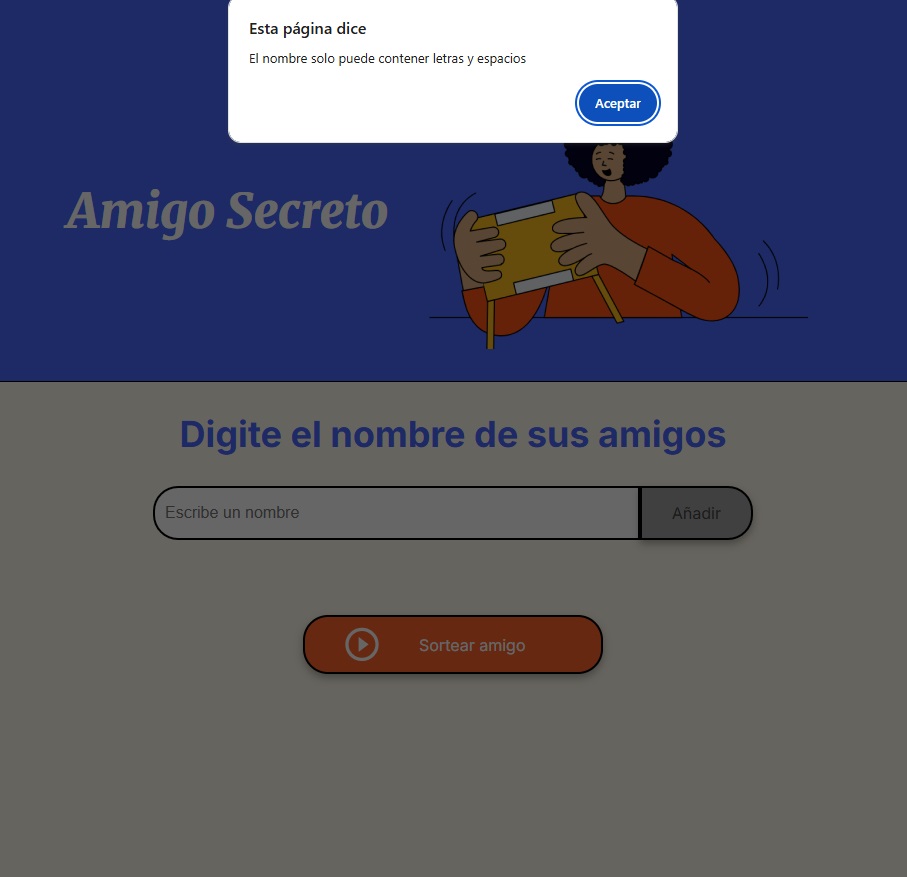 Esta página dice
El nombre solo puede contener letras y espacios
Aceptar
Amigo Secreto
Digite el nombre de sus amigos
Escribe un nombre
Añadir
Sortear amigo